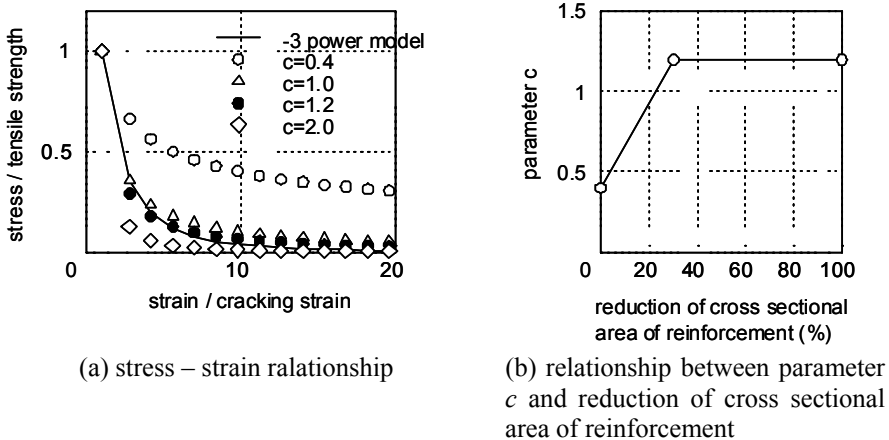 1
0.5
0
10
20
stress / tensile strength
strain / cracking strain
-3 power model
c=0.4
c=1.0
c=1.2
c=2.0
(a) stress – strain ralationship
1.5
1
0.5
0
20
40
60
80
100
parameter c
reduction of cross sectional
area of reinforcement (%)
(b) relationship between parameter
c and reduction of cross sectional
area of reinforcement